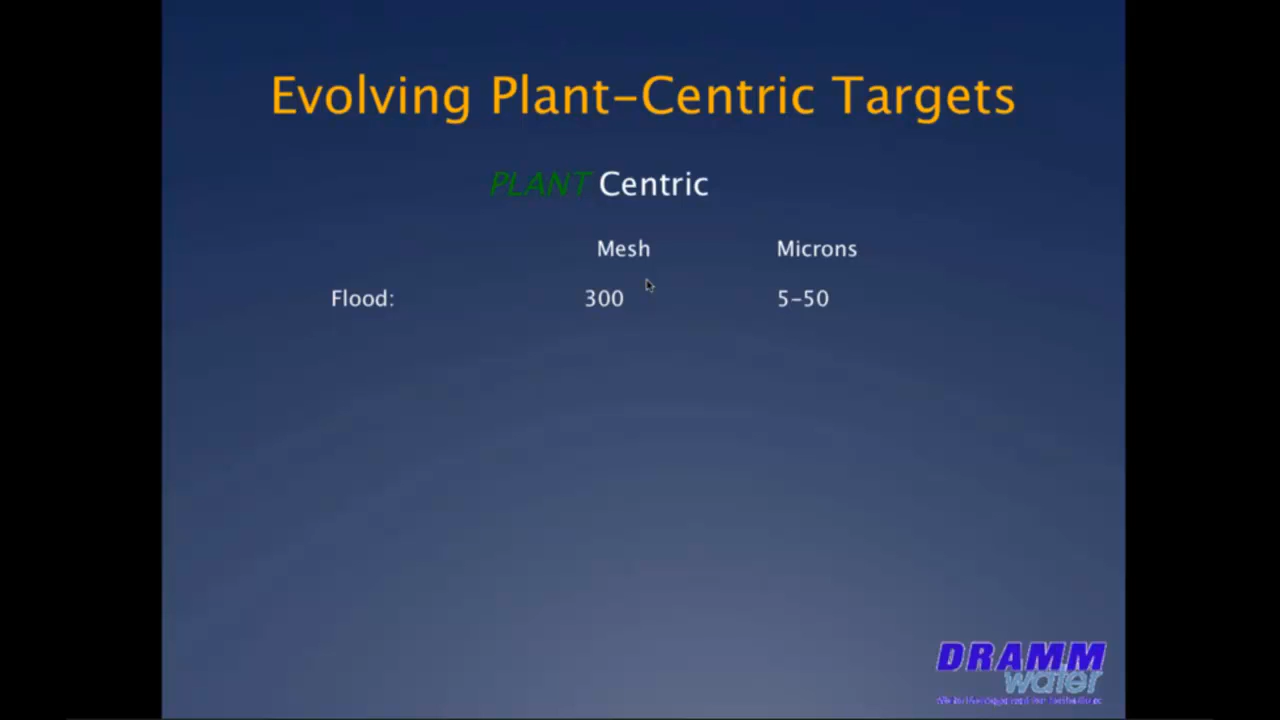 Evolving Plant-Centric Targets
PLANT Centric
Mesh Microns
Flood: 300 5-50
DRAMM
water